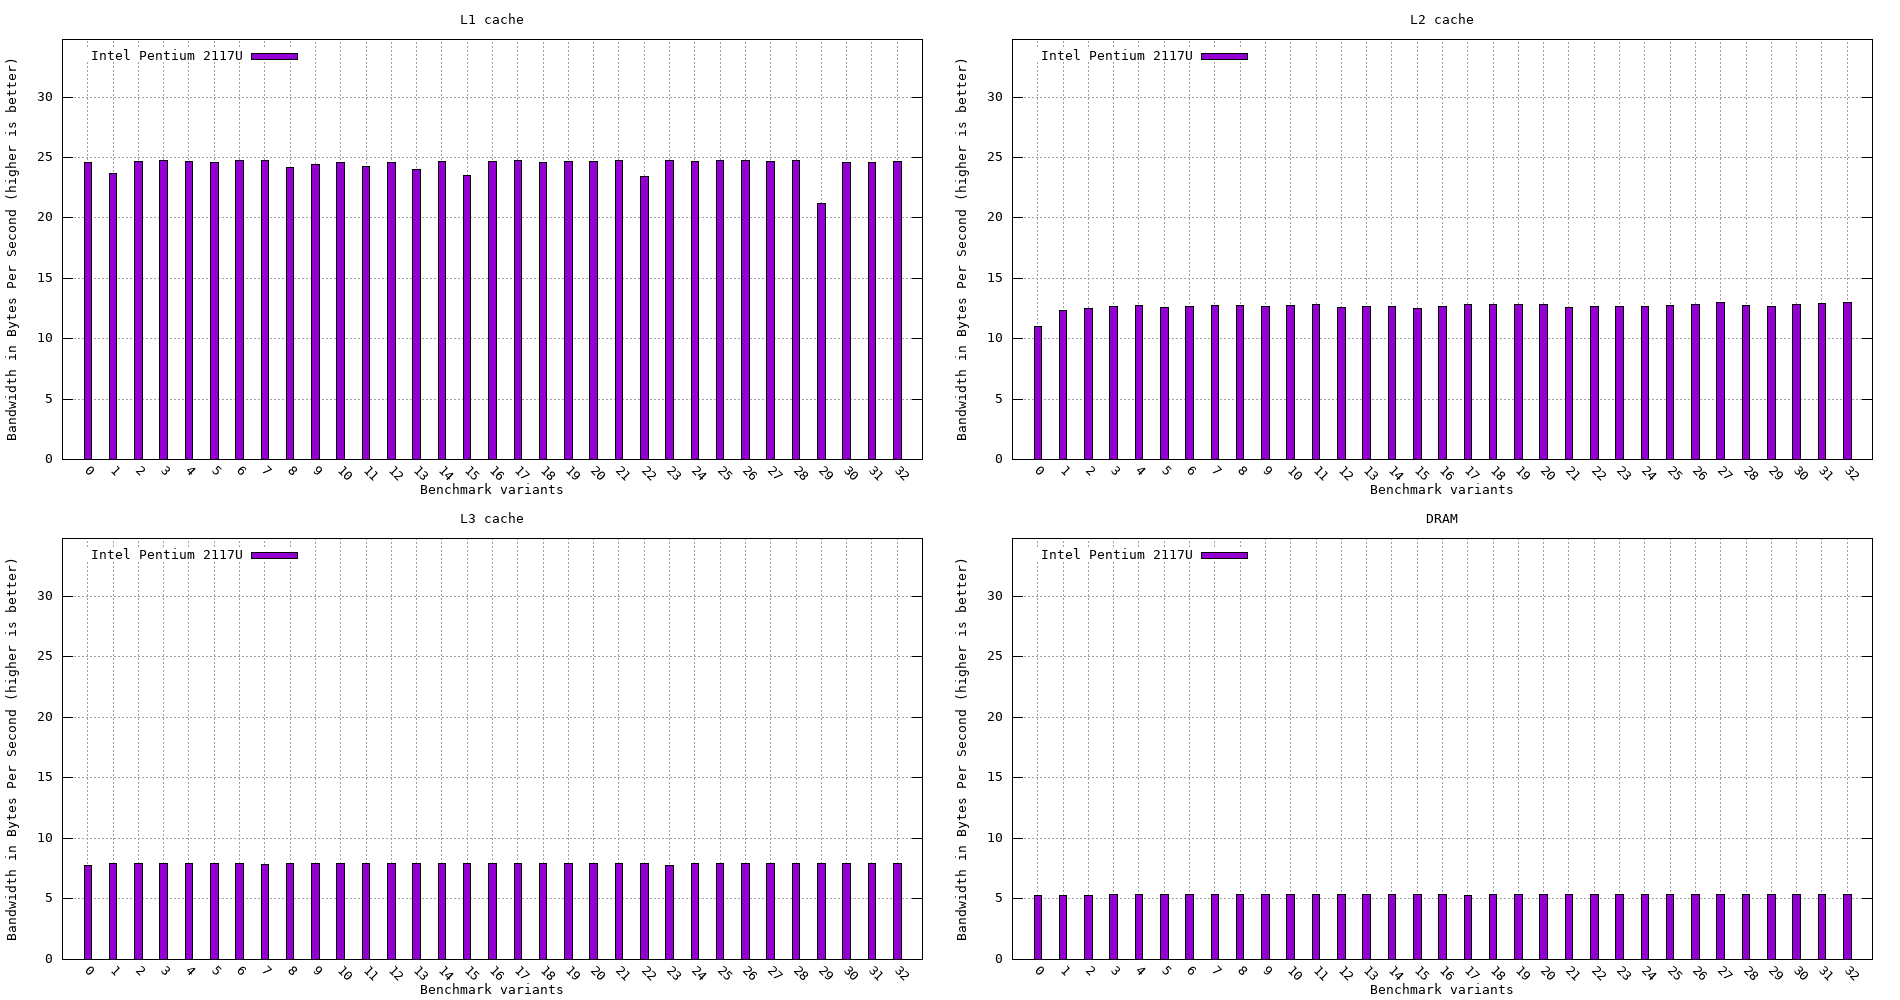 L1 cache
Intel Pentium 2117U
Bandwidth in Bytes Per Second (higher is better)
30
25
20
15
10
5
0
0 1 2 3 4 5 6 7 8 9 10 11 12 13 14 15 16 17 18 19 20 21 22 23 24 25 26 27 28 29 30 31 32
Benchmark variants
L2 cache
Intel Pentium 2117U
Bandwidth in Bytes Per Second (higher is better)
30
25
20
15
10
5
0
0 1 2 3 4 5 6 7 8 9 10 11 12 13 14 15 16 17 18 19 20 21 22 23 24 25 26 27 28 29 30 31 32
Benchmark variants
L3 cache
Intel Pentium 2117U
Bandwidth in Bytes Per Second (higher is better)
30
25
20
15
10
5
0
0 1 2 3 4 5 6 7 8 9 10 11 12 13 14 15 16 17 18 19 20 21 22 23 24 25 26 27 28 29 30 31 32
Benchmark variants
DRAM
Intel Pentium 2117U
Bandwidth in Bytes Per Second (higher is better)
30
25
20
15
10
5
0
0 1 2 3 4 5 6 7 8 9 10 11 12 13 14 15 16 17 18 19 20 21 22 23 24 25 26 27 28 29 30 31 32
Benchmark variants